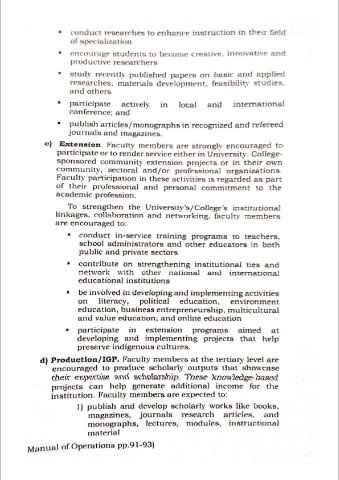 • conduct researches to enhance instruction in their field
of specialization
• encourage students to become creative, innovative and
productive researchers
• study recently published papers on basic and applied
researches, materials development, feasibility studies,
and others
• participate actively in local and international
conference; and
• publish articles/monographs in recognized and refereed
journals and magazines.
c) Extension. Faculty members are strongly encouraged to
participate or to render service either in University. College-
sponsored community extension projects or in their own
community, sectoral and/or professional organizations.
Faculty participation in these activities is regarded as part
of their professional and personal commitment to the
academic profession.
To strengthen the University's/College's institutional
linkages, collaboration and networking, faculty members
are encouraged to:
• conduct in-service training programs to teachers,
school administrators and other educators in both
public and private sectors
• contribute on strengthening institutional ties and
network with other national and international
educational institutions
• be involved in developing and implementing activities
on literacy, political education, environment
education, business entrepreneurship, multicultural
and value education; and online education
• participate in extension programs aimed at
developing and implementing projects that help
preserve indigenous cultures.
d) Production/IGP. Faculty members at the tertiary level are
encouraged to produce scholarly outputs that showcase
their expertise and scholarship. These knowledge-based
projects can help generate additional income for the
institution. Faculty members are expected to:
1) publish and develop scholarly works like books,
magazines, journals research articles, and
monographs, lectures, modules, instructional
material
Manual of Operations pp.91-93)